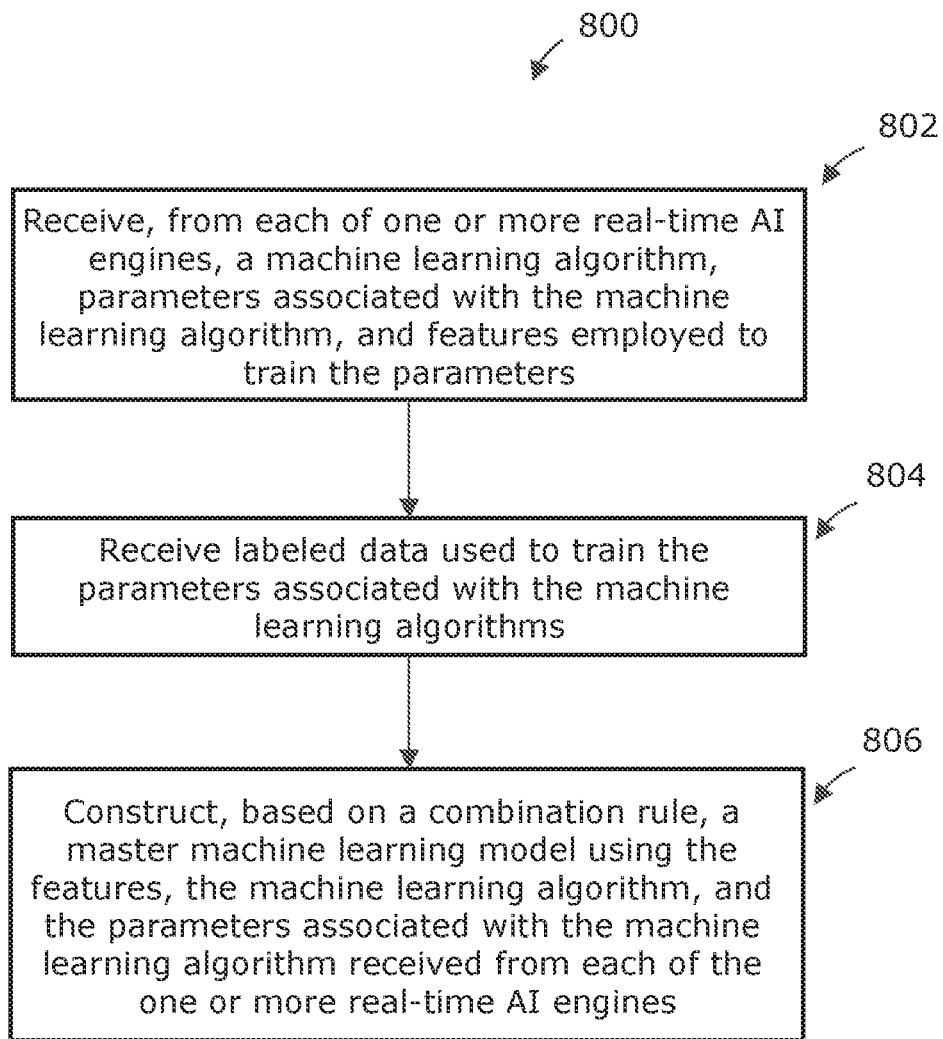 800
802
Receive, from each of one or more real-time AI
engines, a machine learning algorithm,
parameters associated with the machine
learning algorithm, and features employed to
train the parameters
804
Receive labeled data used to train the
parameters associated with the machine
learning algorithms
806
Construct, based on a combination rule, a
master machine learning model using the
features, the machine learning algorithm, and
the parameters associated with the machine
learning algorithm received from each of the
one or more real-time AI engines